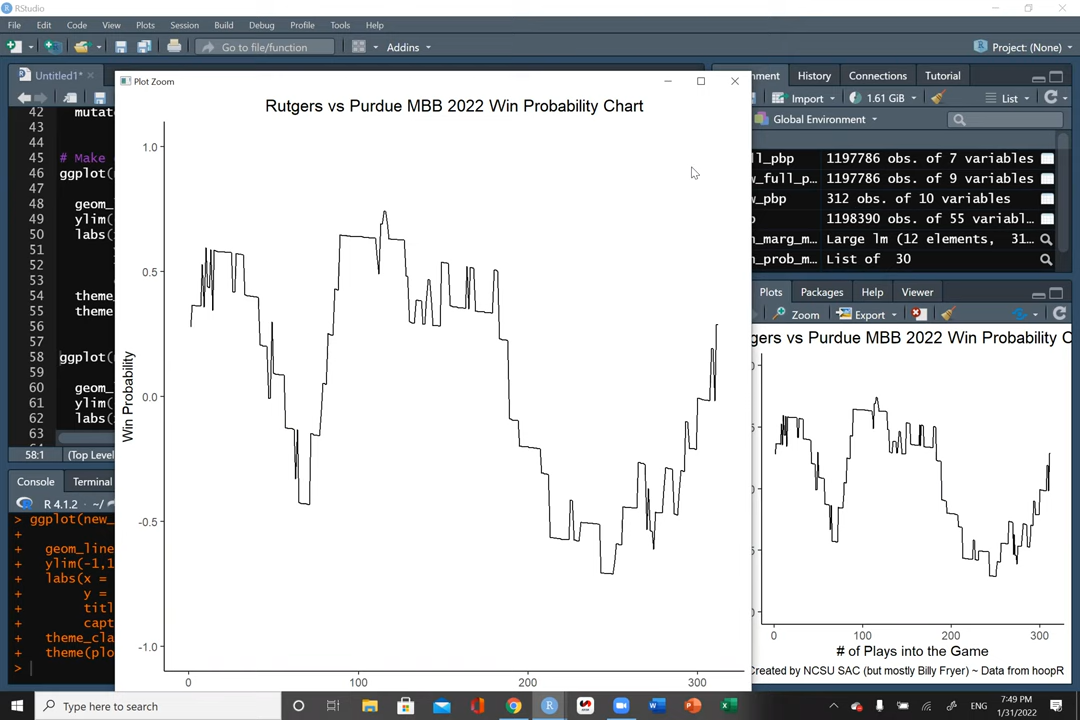 RStudio
File Edit Code View Plots Session Build Debug Profile Tools Help
Go to file/function Addins Project: (None)
Untitled1*
42 mutat
43
44
45 # Make
46 ggplot(
47
48 geom_l
49 ylim(
50 labs(
51
52
53
54 theme_
55 theme(
56
57
58 ggplot(
59
60 geom_
61 ylim(
62 labs(
63
58:1 (Top Level
Console Terminal
R 4.1.2 · ~/
> ggplot(new_
+
+ geom_line
+ ylim(-1,1
+ labs(x =
+ y =
+ titl
+ capt
+ theme_cla
+ theme(plo
>
Plot Zoom
Rutgers vs Purdue MBB 2022 Win Probability Chart
Win Probability
1.0
0.5
0.0
-0.5
-1.0
0 100 200 300
nment History Connections Tutorial
Import 1.61 GiB List
Global Environment
ll_pbp 1197786 obs. of 7 variables
w_full_p… 1197786 obs. of 9 variables
w_pbp 312 obs. of 10 variables
p 1198390 obs. of 55 variabl…
n_marg_m… Large lm (12 elements, 31…
n_prob_m… List of 30
Plots Packages Help Viewer
Zoom Export
gers vs Purdue MBB 2022 Win Probability C
0 100 200 300
# of Plays into the Game
Created by NCSU SAC (but mostly Billy Fryer) ~ Data from hoopR
Type here to search
7:49 PM
1/31/2022